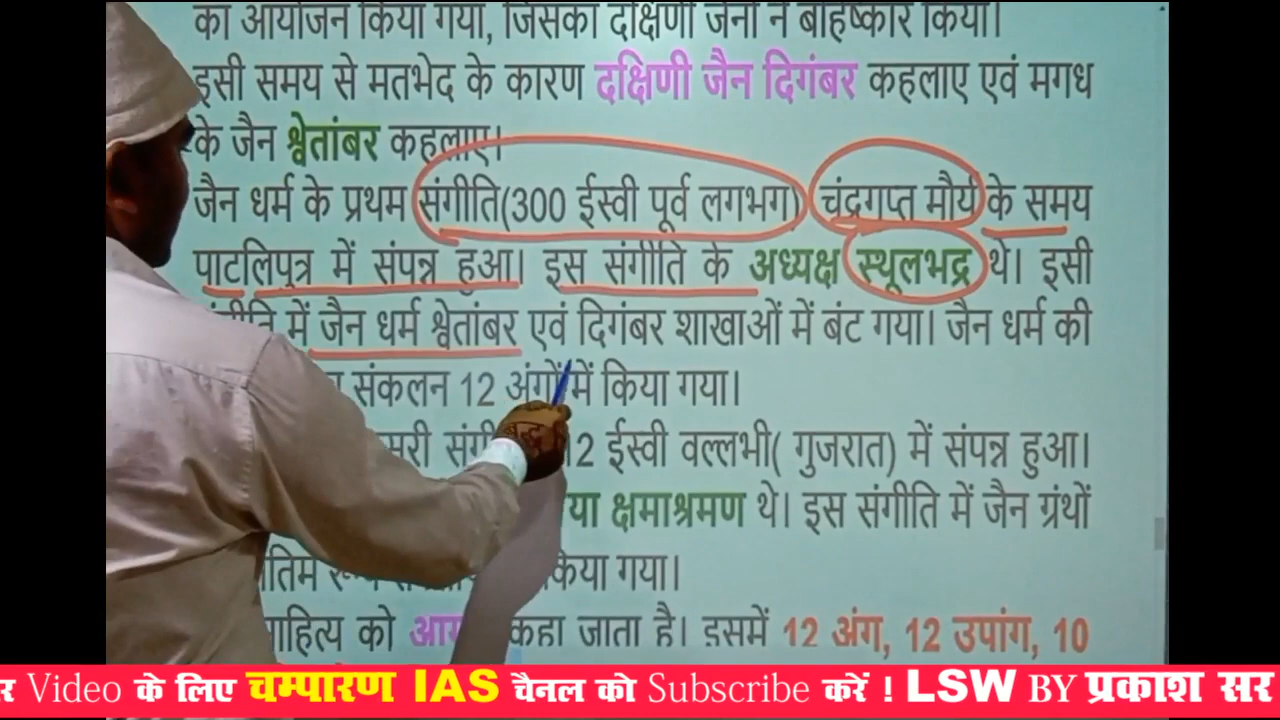 का आयोजन किया गया, जिसका दक्षिणी जैनों ने बहिष्कार किया।
इसी समय से मतभेद के कारण दक्षिणी जैन दिगंबर कहलाए एवं मगध
के जैन श्वेतांबर कहलाए।
जैन धर्म के प्रथम संगीति(300 ईस्वी पूर्व लगभग) चंद्रगुप्त मौर्य के समय
पाटलिपुत्र में संपन्न हुआ। इस संगीति के अध्यक्ष स्थूलभद्र थे। इसी
में जैन धर्म श्वेतांबर एवं दिगंबर शाखाओं में बंट गया। जैन धर्म की
संकलन 12 अंगों में किया गया।
12 ईस्वी वल्लभी( गुजरात) में संपन्न हुआ।
क्षमाश्रमण थे। इस संगीति में जैन ग्रंथों
किया गया।
को कहा जाता है। इसमें 12 अंग, 12 उपांग, 10
र Video के लिए चम्पारण IAS चैनल को Subscribe करें ! LSW BY प्रकाश सर